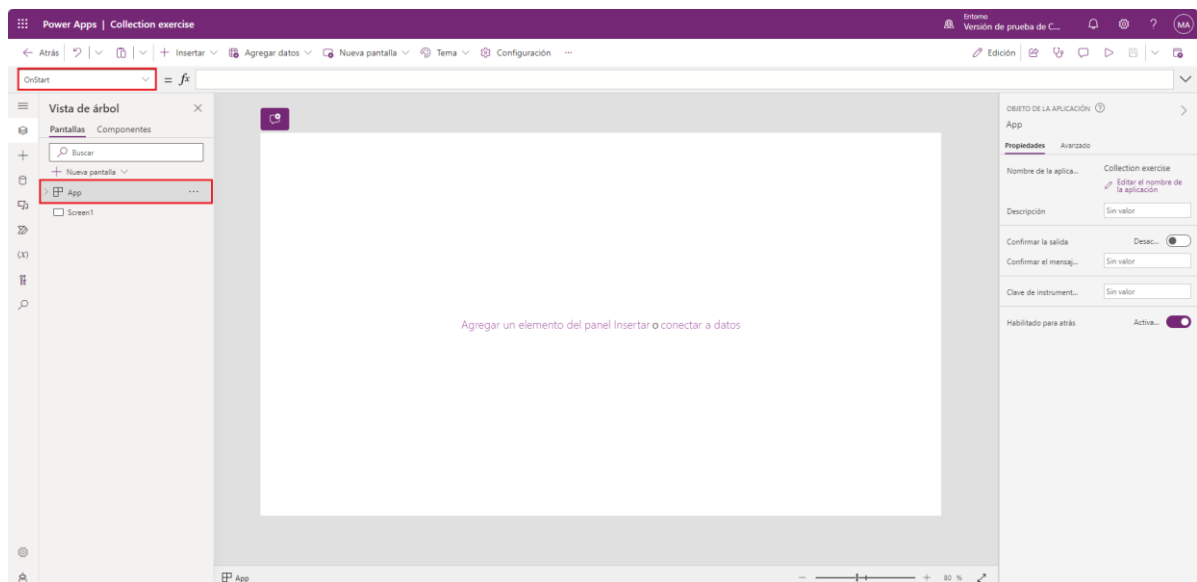 Power Apps | Collection exercise
Entorno
Versión de prueba de C...
MA
Atrás
Insertar
Agregar datos
Nueva pantalla
Tema
Configuración
...
Edición
OnStart
= fx
Vista de árbol
Pantallas Componentes
Buscar
Nueva pantalla
App ...
Screen1
(x)
Agregar un elemento del panel Insertar o conectar a datos
OBJETO DE LA APLICACIÓN
App
Propiedades Avanzado
Nombre de la aplica... Collection exercise
Editar el nombre de
la aplicación
Descripción Sin valor
Confirmar la salida Desac...
Confirmar el mensaj... Sin valor
Clave de instrument... Sin valor
Habilitado para atrás Activa...
App
80 %